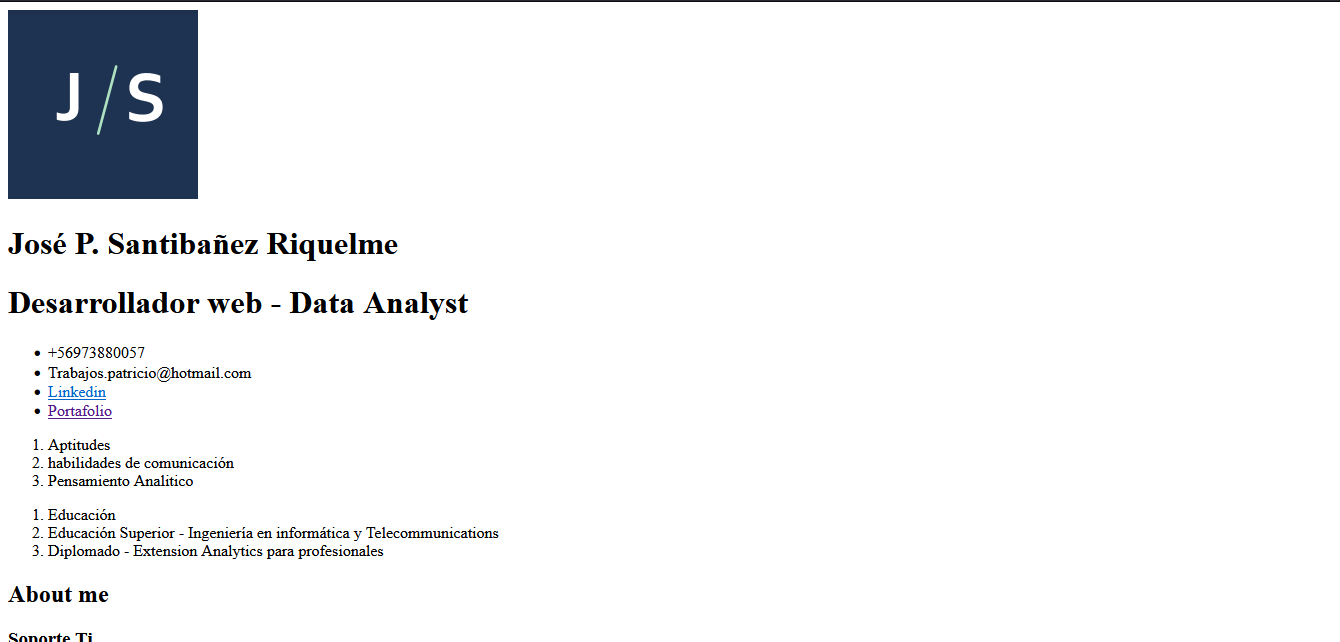 J/S
José P. Santibañez Riquelme
Desarrollador web - Data Analyst
+56973880057
Trabajos.patricio@hotmail.com
Linkedin
Portafolio
1. Aptitudes
2. habilidades de comunicación
3. Pensamiento Analitico
1. Educación
2. Educación Superior - Ingeniería en informática y Telecommunications
3. Diplomado - Extension Analytics para profesionales
About me
Soporte Ti